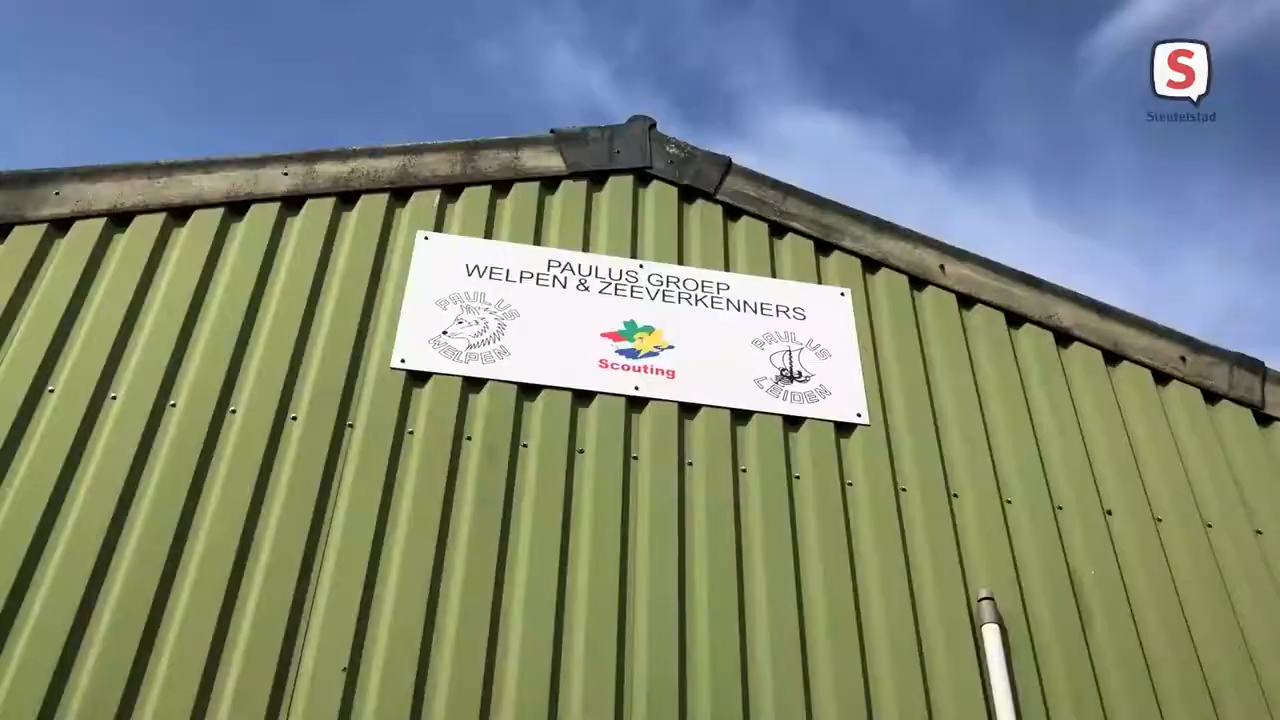 S
Sleutelstad
PAULUS GROEP
WELPEN & ZEEVERKENNERS
PAULUS
WELPEN
Scouting
PAULUS
LEIDEN